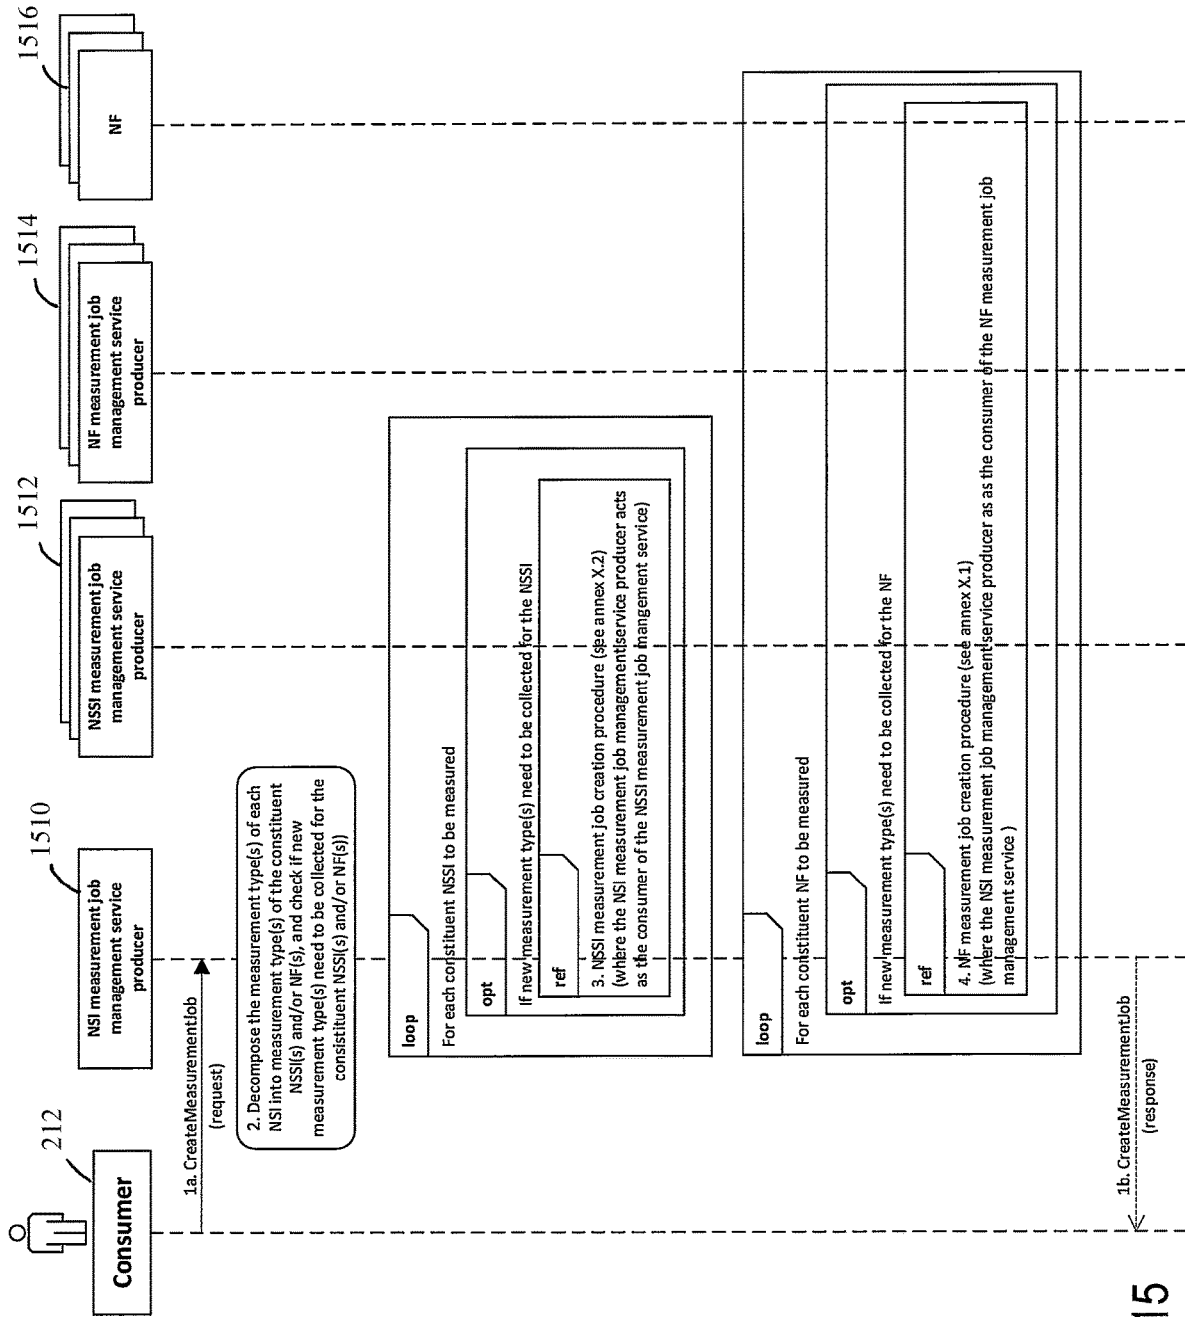 212
1510
1512
1514
1516
Consumer
NSI measurement job
management service
producer
NSSI measurement job
management service
producer
NF measurement job
management service
producer
NF
1a. CreateMeasurementJob
(request)
2. Decompose the measurement type(s) of each
NSI into measurement type(s) of the constituent
NSSI(s) and/or NF(s), and check if new
measurement type(s) need to be collected for the
consistituent NSSI(s) and/or NF(s))
loop
For each constituent NSSI to be measured
opt
If new measurement type(s) need to be collected for the NSSI
ref
3. NSSI measurement job creation procedure (see annex X.2)
(where the NSI measurement job management service producer acts
as the consumer of the NSSI measurement job mangement service)
loop
For each constituent NF to be measured
opt
If new measurement type(s) need to be collected for the NF
ref
4. NF measurement job creation procedure (see annex X.1)
(where the NSI measurement job management service producer as as the consumer of the NF measurement job
management service )
1b. CreateMeasurementJob
(response)
15